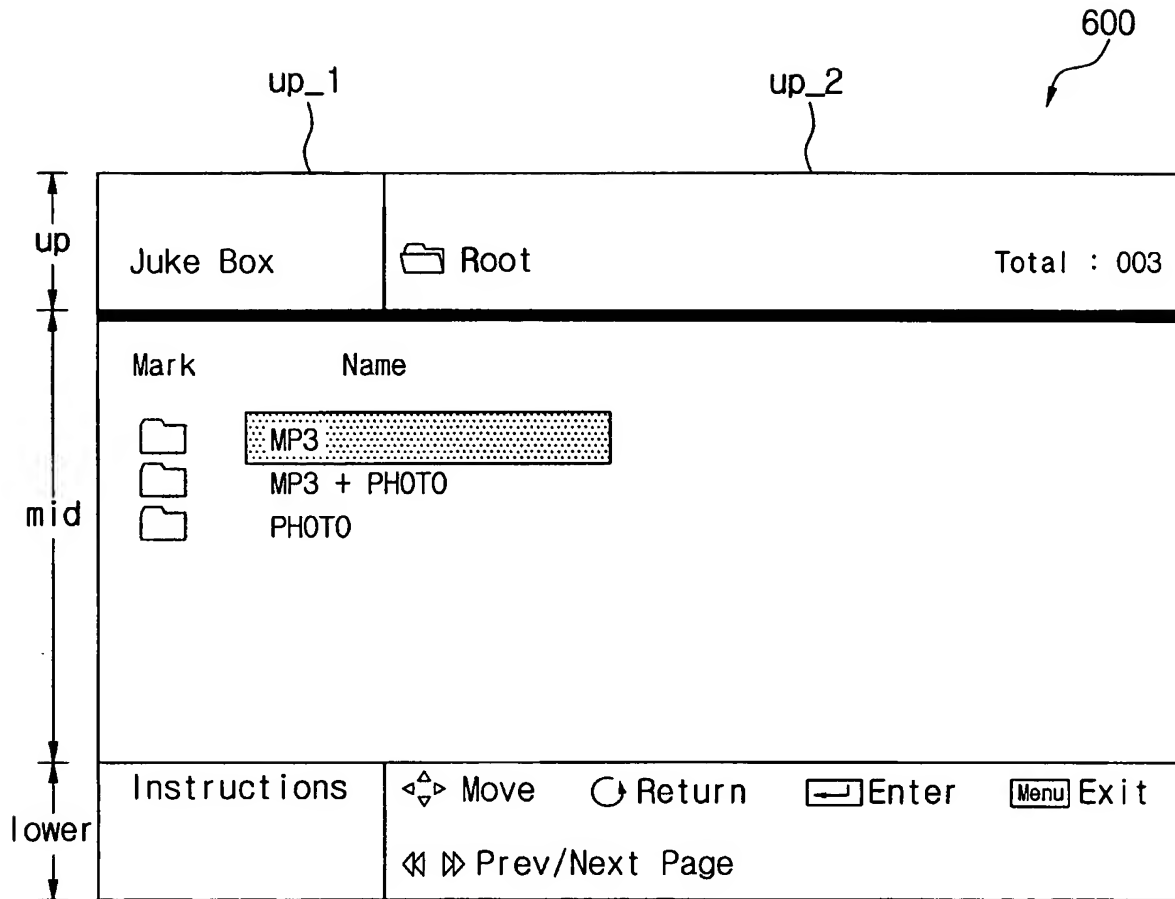 600
up_1
up_2
up
Juke Box
Root
Total : 003
Mark
Name
MP3
MP3 + PHOTO
PHOTO
mid
Instructions
Move
Return
Enter
Menu Exit
lower
Prev/Next Page